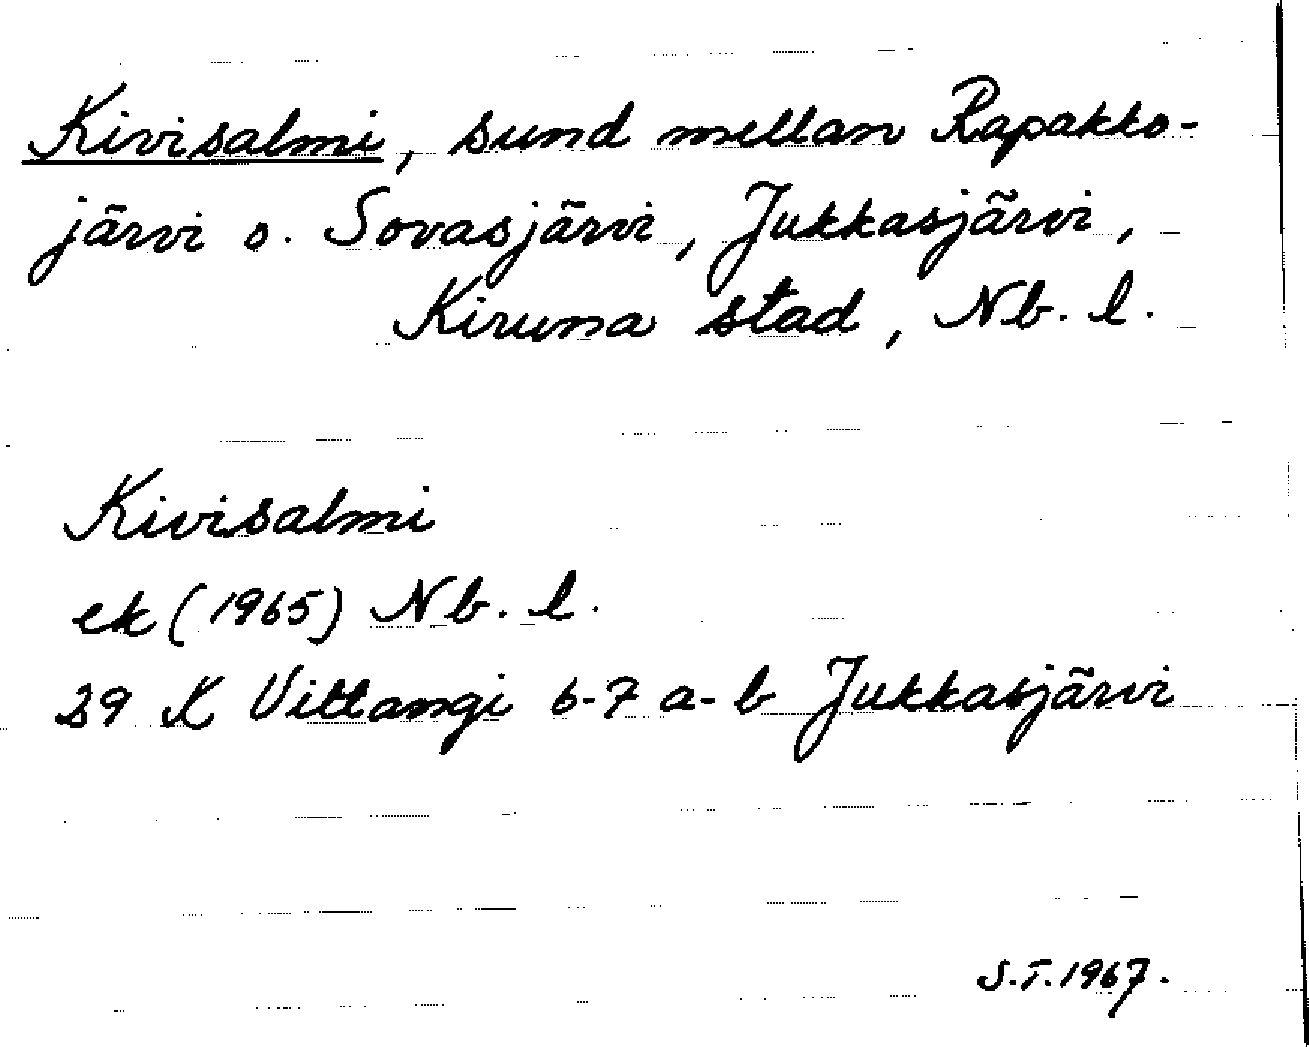 Kivisalmi, sund mellan Rapakko-
järvi o. Sovasjärvi, Jukkasjärvi,
Kiruna stad, Nb. l.
Kivisalmi
ek (1965) Nb. l.
29 K Vittangi 6-7 a-b Jukkasjärvi
S.T. 1967.